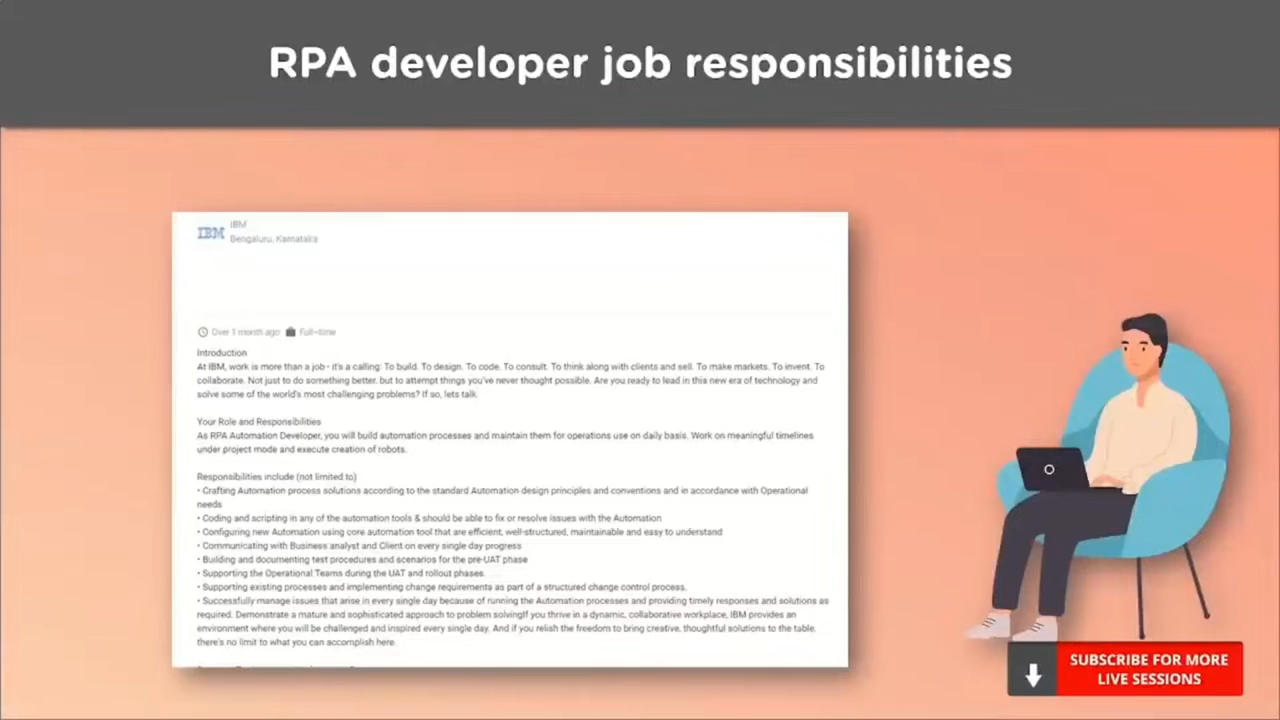 RPA developer job responsibilities
IBM
IBM
Bengaluru, Karnataka
Over 1 month ago Full-time
Introduction
At IBM, work is more than a job - it's a calling: To build. To design. To code. To consult. To think along with clients and sell. To make markets. To invent. To
collaborate. Not just to do something better, but to attempt things you've never thought possible. Are you ready to lead in this new era of technology and
solve some of the world's most challenging problems? If so, lets talk.
Your Role and Responsibilities
As RPA Automation Developer, you will build automation processes and maintain them for operations use on daily basis. Work on meaningful timelines
under project mode and execute creation of robots.
Responsibilities include (not limited to)
• Crafting Automation process solutions according to the standard Automation design principles and conventions and in accordance with Operational
needs
• Coding and scripting in any of the automation tools & should be able to fix or resolve issues with the Automation
• Configuring new Automation using core automation tool that are efficient, well-structured, maintainable and easy to understand
• Communicating with Business analyst and Client on every single day progress
• Building and documenting test procedures and scenarios for the pre-UAT phase
• Supporting the Operational Teams during the UAT and rollout phases.
• Supporting existing processes and implementing change requirements as part of a structured change control process.
• Successfully manage issues that arise in every single day because of running the Automation processes and providing timely responses and solutions as
required. Demonstrate a mature and sophisticated approach to problem solvingIf you thrive in a dynamic, collaborative workplace, IBM provides an
environment where you will be challenged and inspired every single day. And if you relish the freedom to bring creative, thoughtful solutions to the table,
there's no limit to what you can accomplish here.
SUBSCRIBE FOR MORE
LIVE SESSIONS